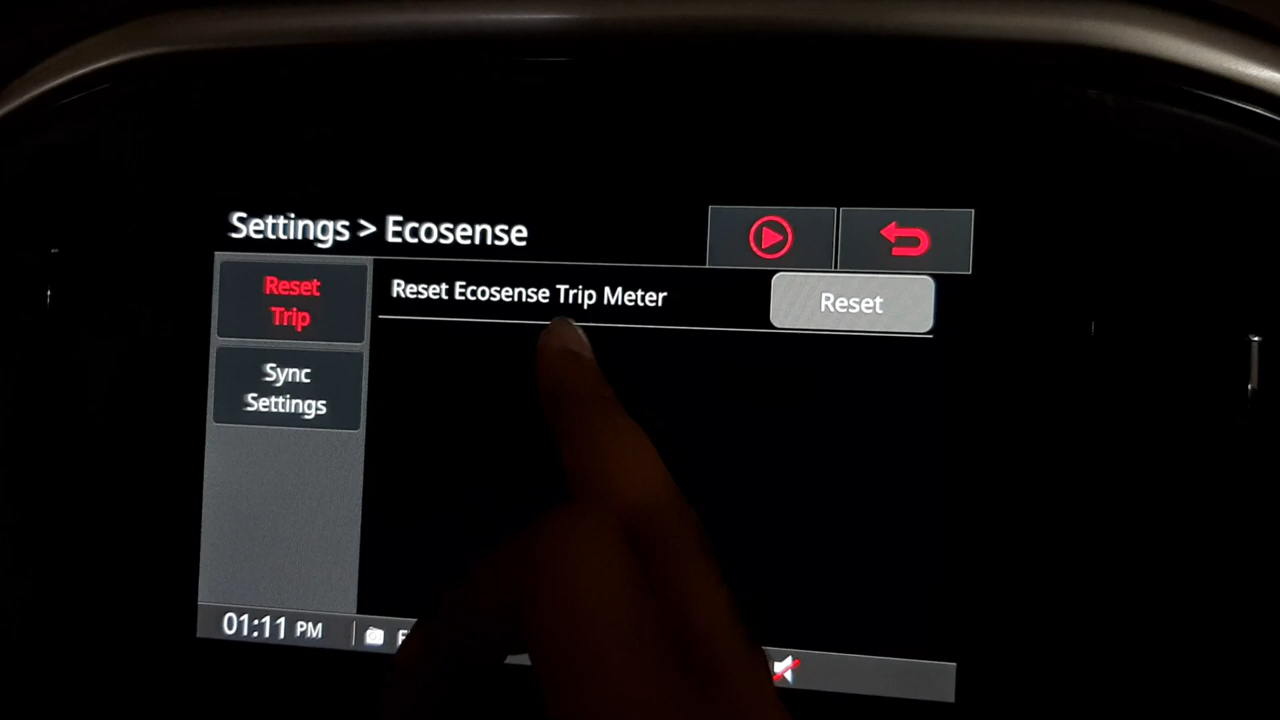 Settings > Ecosense
Reset
Trip
Reset Ecosense Trip Meter
Reset
Sync
Settings
01:11 PM